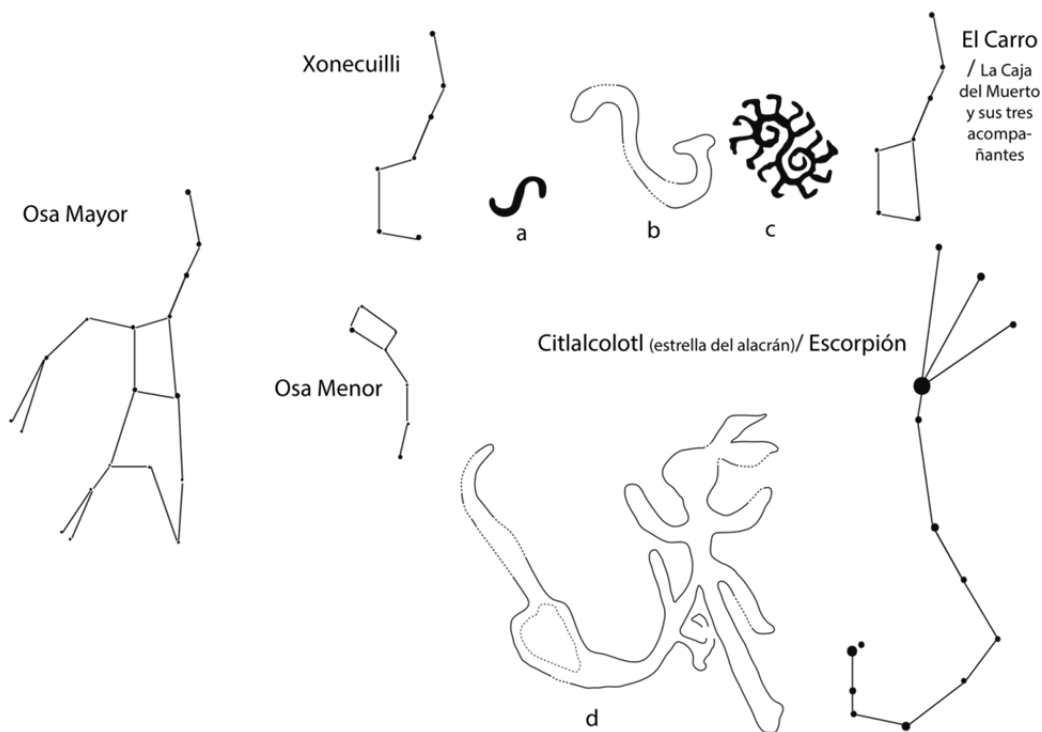 Xonecuilli
El Carro
/ La Caja
del Muerto
y sus tres
acompa-
ñantes
Osa Mayor
a
b
c
Citlalcolotl (estrella del alacrán)/ Escorpión
Osa Menor
d